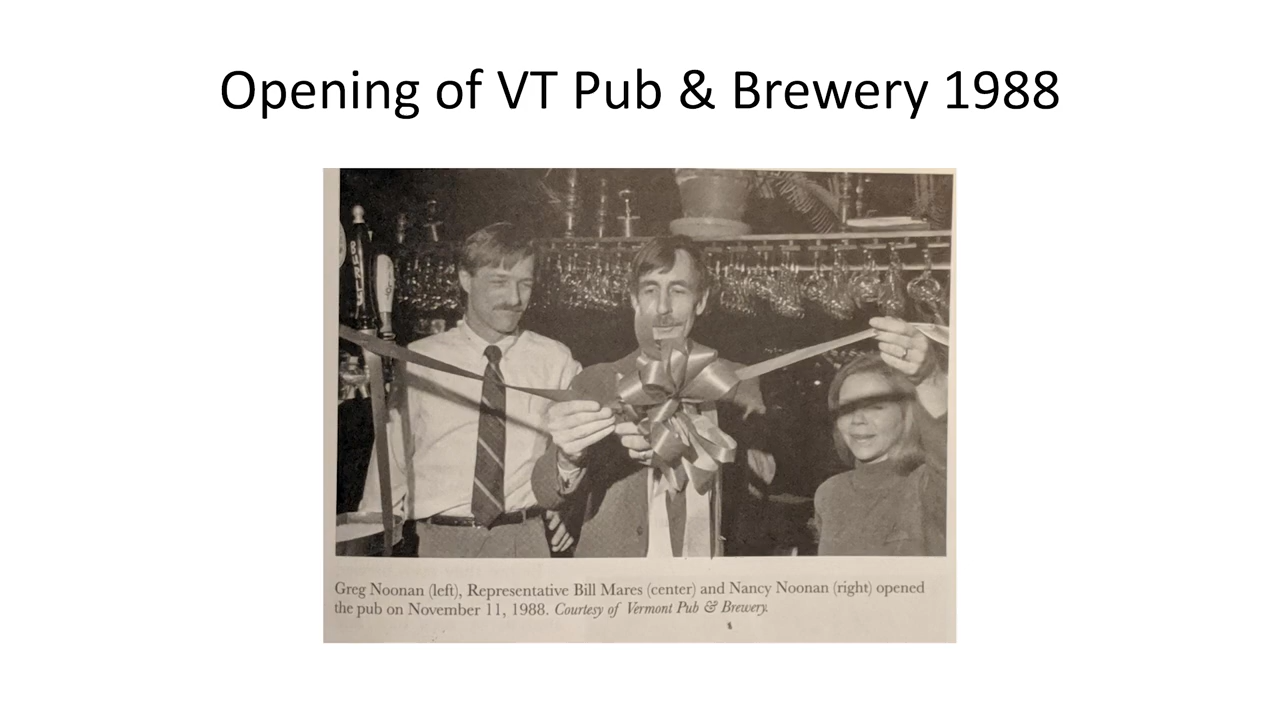 Opening of VT Pub & Brewery 1988
Greg Noonan (left), Representative Bill Mares (center) and Nancy Noonan (right) opened
the pub on November 11, 1988. Courtesy of Vermont Pub & Brewery.